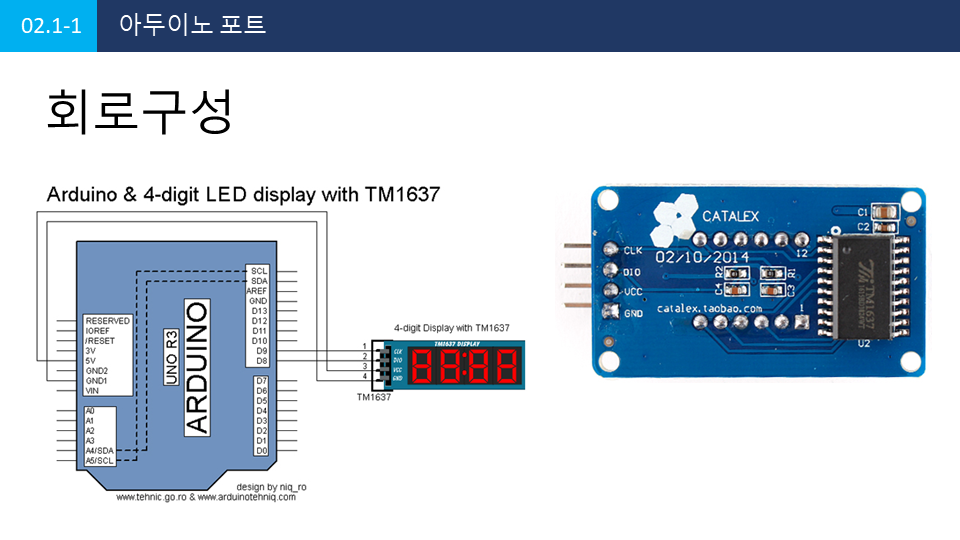 02.1-1
아두이노 포트
회로구성
Arduino & 4-digit LED display with TM1637
SCL
SDA
AREF
GND
D13
D12
D11
D10
D9
D8
D7
D6
D5
D4
D3
D2
D1
D0
RESERVED
IOREF
/RESET
3V
5V
GND2
GND1
VIN
A0
A1
A2
A3
A4/SDA
A5/SCL
UNO R3
ARDUINO
4-digit Display with TM1637
TM1637 DISPLAY
1
2
3
4
CLK
DIO
VCC
GND
TM1637
design by niq_ro
www.tehnic.go.ro & www.arduinotehniq.com
CATALEX
C1
C2
CLK
DIO
VCC
GND
12
02/10/2014
R2
R1
C4
C3
catalex.taobao.com
1
TM1637
U2